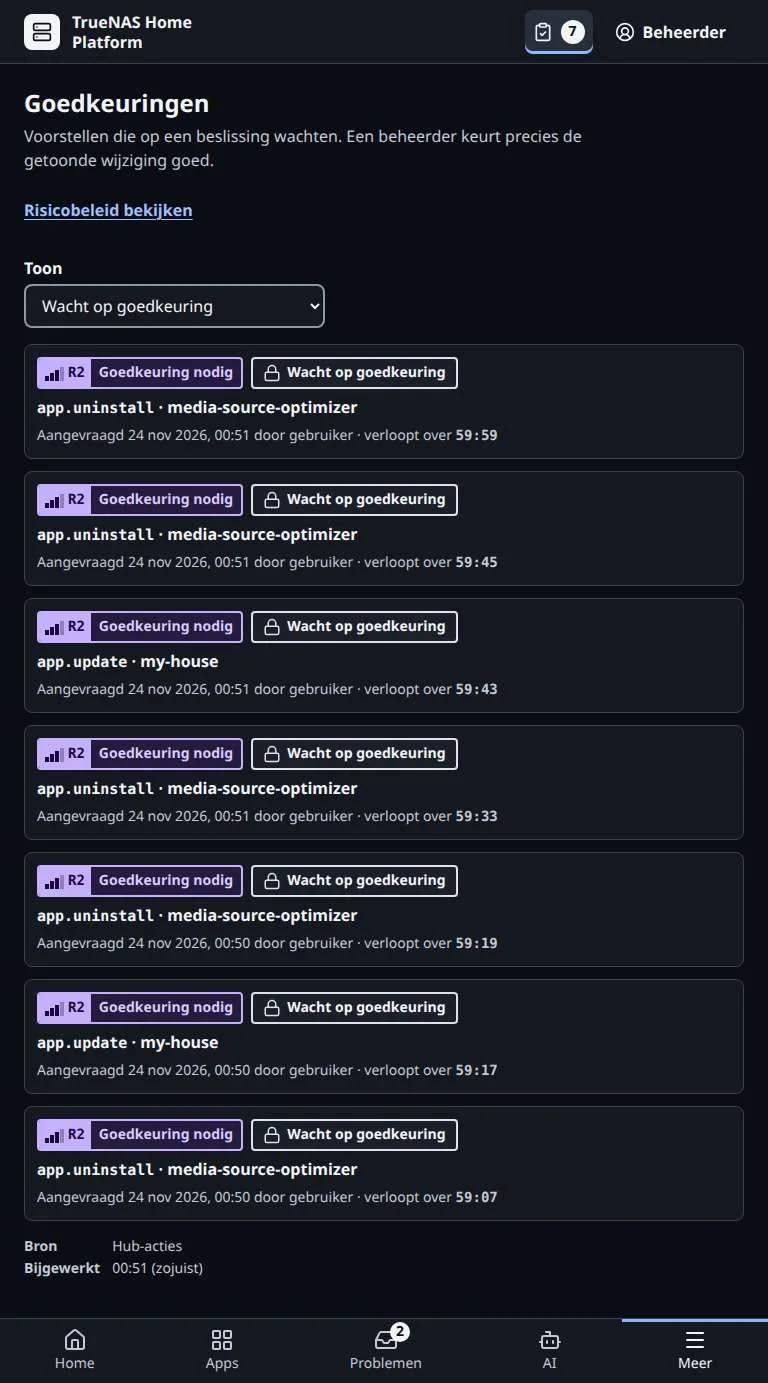 TrueNAS Home
Platform
7
Beheerder
Goedkeuringen
Voorstellen die op een beslissing wachten. Een beheerder keurt precies de
getoonde wijziging goed.
Risicobeleid bekijken
Toon
Wacht op goedkeuring
R2 Goedkeuring nodig Wacht op goedkeuring
app.uninstall · media-source-optimizer
Aangevraagd 24 nov 2026, 00:51 door gebruiker · verloopt over 59:59
R2 Goedkeuring nodig Wacht op goedkeuring
app.uninstall · media-source-optimizer
Aangevraagd 24 nov 2026, 00:51 door gebruiker · verloopt over 59:45
R2 Goedkeuring nodig Wacht op goedkeuring
app.update · my-house
Aangevraagd 24 nov 2026, 00:51 door gebruiker · verloopt over 59:43
R2 Goedkeuring nodig Wacht op goedkeuring
app.uninstall · media-source-optimizer
Aangevraagd 24 nov 2026, 00:51 door gebruiker · verloopt over 59:33
R2 Goedkeuring nodig Wacht op goedkeuring
app.uninstall · media-source-optimizer
Aangevraagd 24 nov 2026, 00:50 door gebruiker · verloopt over 59:19
R2 Goedkeuring nodig Wacht op goedkeuring
app.update · my-house
Aangevraagd 24 nov 2026, 00:50 door gebruiker · verloopt over 59:17
R2 Goedkeuring nodig Wacht op goedkeuring
app.uninstall · media-source-optimizer
Aangevraagd 24 nov 2026, 00:50 door gebruiker · verloopt over 59:07
Bron Hub-acties
Bijgewerkt 00:51 (zojuist)
2
Home Apps Problemen AI Meer